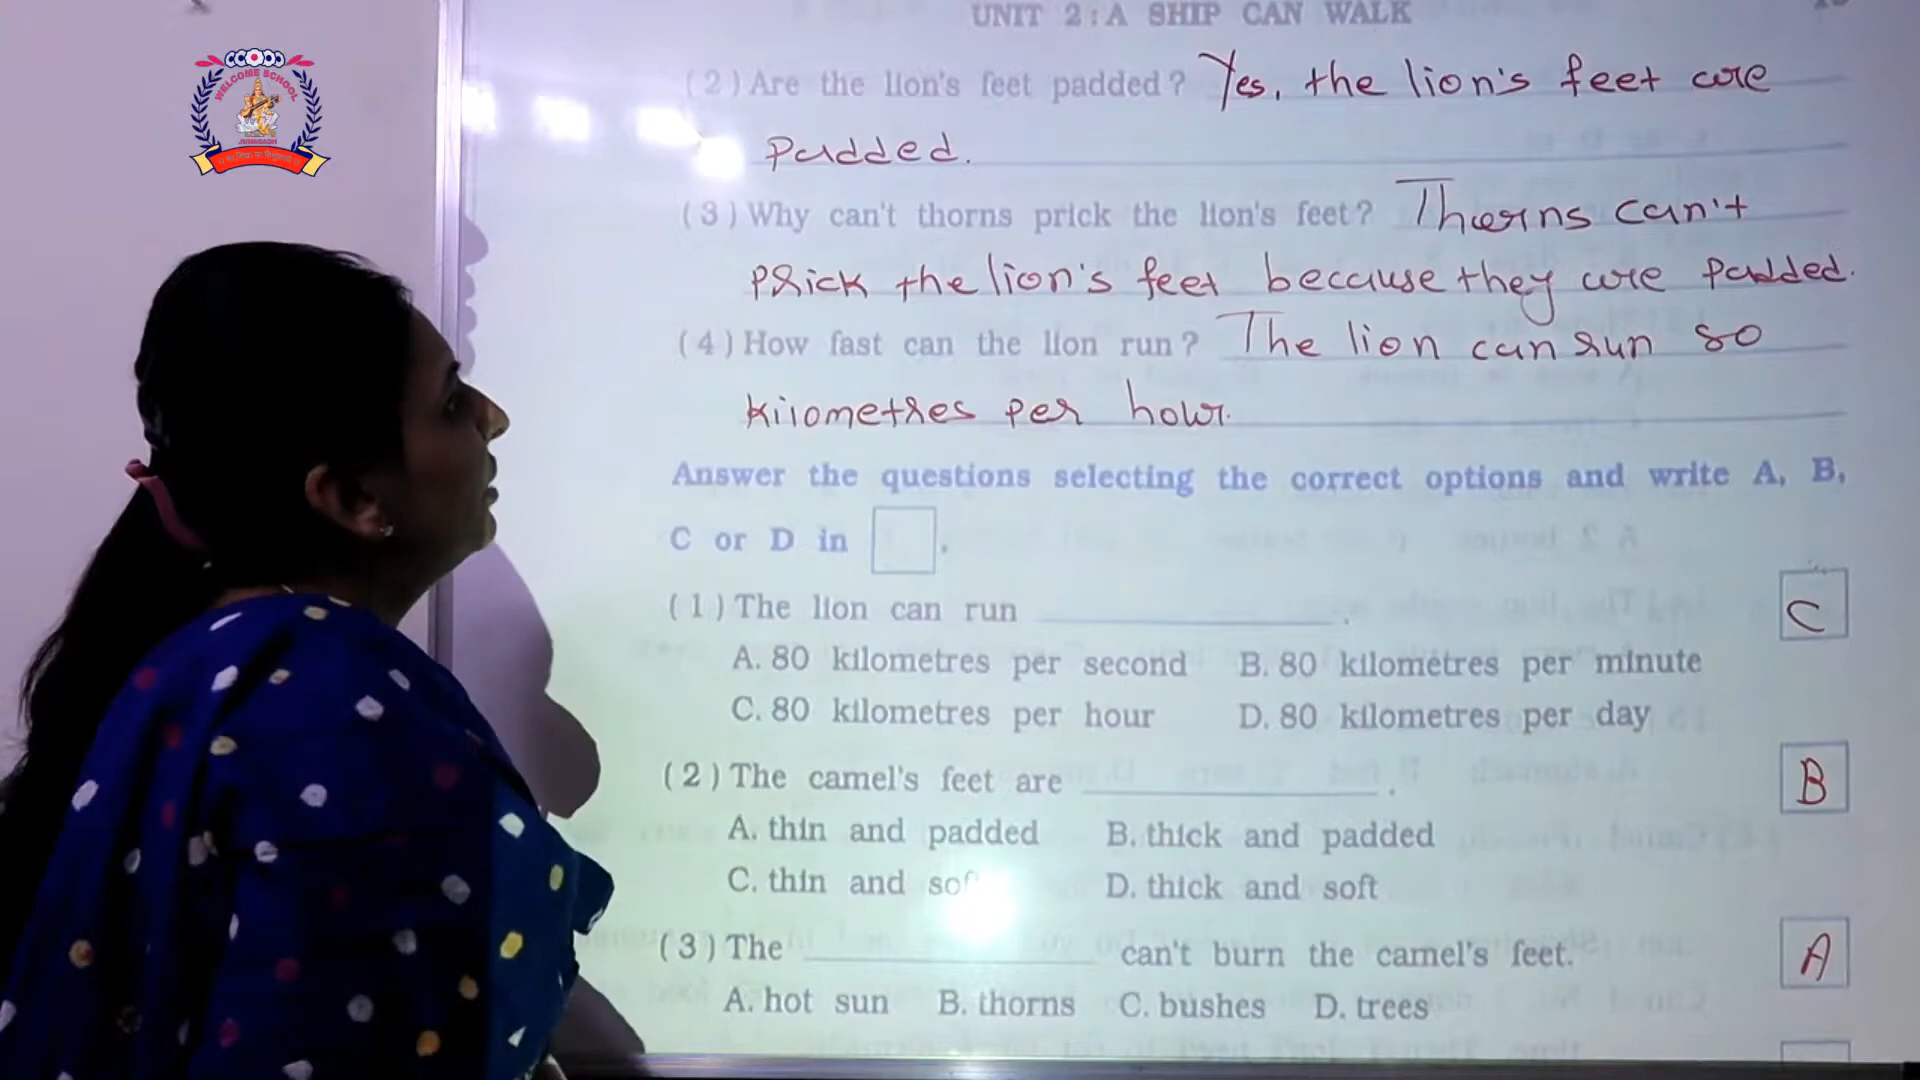 WELCOME SCHOOL
JUNAGADH
UNIT 2 : A SHIP CAN WALK
(2) Are the lion's feet padded? Yes, the lion's feet are
padded.
(3) Why can't thorns prick the lion's feet? Thorns can't
prick the lion's feet because they are padded.
(4) How fast can the lion run? The lion can run 80
kilometres per hour.
Answer the questions selecting the correct options and write A, B,
C or D in .
(1) The lion can run ____________ . C
A. 80 kilometres per second B. 80 kilometres per minute
C. 80 kilometres per hour D. 80 kilometres per day
(2) The camel's feet are ____________ . B
A. thin and padded B. thick and padded
C. thin and sof D. thick and soft
(3) The ____________ can't burn the camel's feet. A
A. hot sun B. thorns C. bushes D. trees